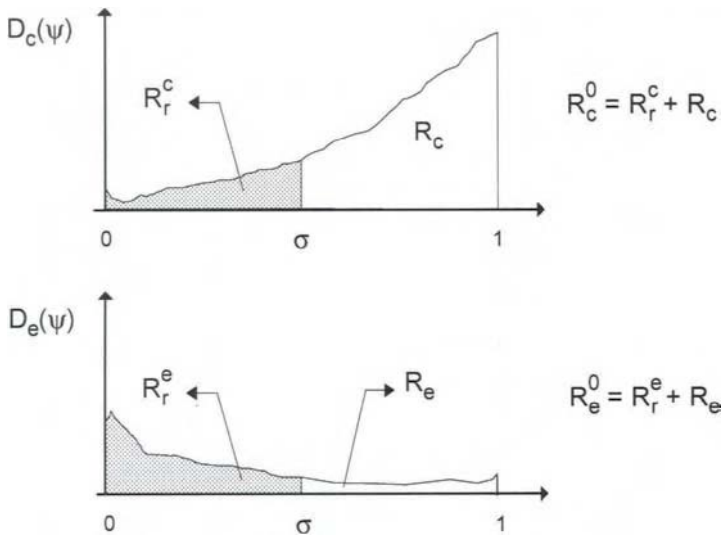 D_c(ψ)
R_r^c
R_c
R_c^0 = R_r^c + R_c
0 σ 1
D_e(ψ)
R_r^e
R_e
R_e^0 = R_r^e + R_e
0 σ 1